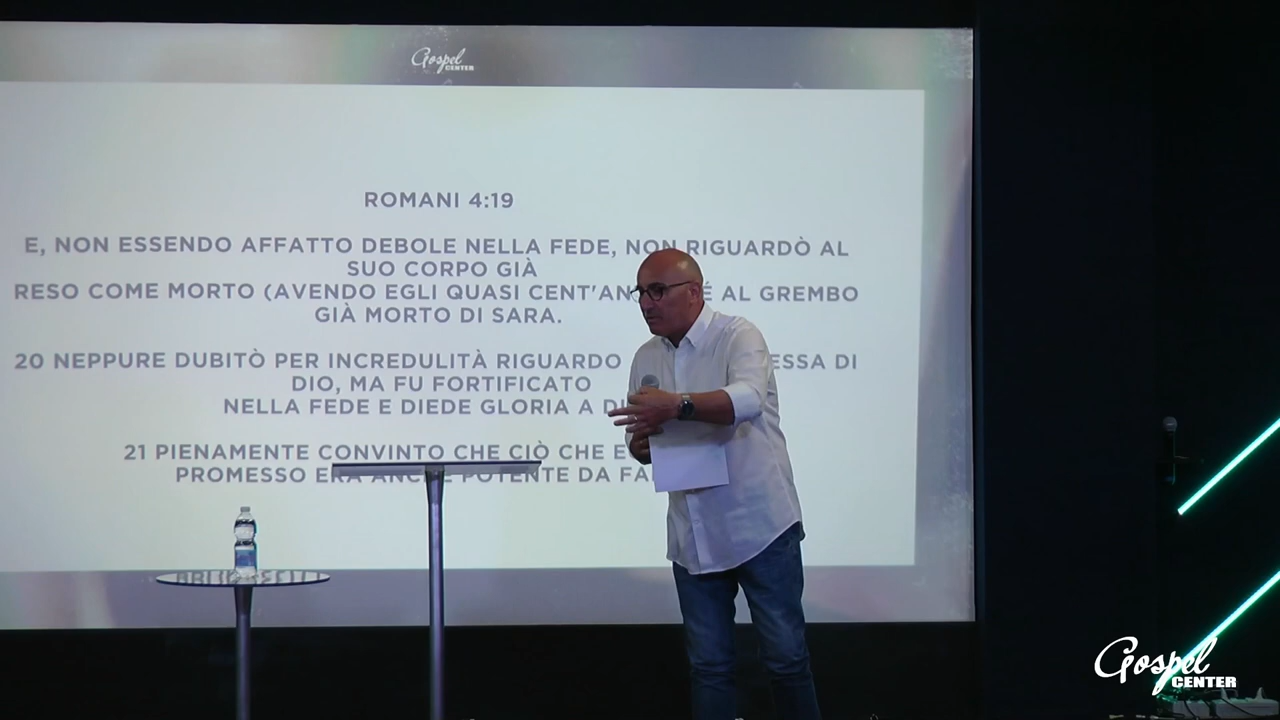 Gospel
CENTER
ROMANI 4:19
E, NON ESSENDO AFFATTO DEBOLE NELLA FEDE, NON RIGUARDÒ AL
SUO CORPO GIÀ
RESO COME MORTO (AVENDO EGLI QUASI CENT'AN É AL GREMBO
GIÀ MORTO DI SARA.
20 NEPPURE DUBITÒ PER INCREDULITÀ RIGUARDO ESSA DI
DIO, MA FU FORTIFICATO
NELLA FEDE E DIEDE GLORIA A
21 PIENAMENTE CONVINTO CHE CIÒ CHE
PROMESSO ERA ANCHE POTENTE DA
Gospel
CENTER